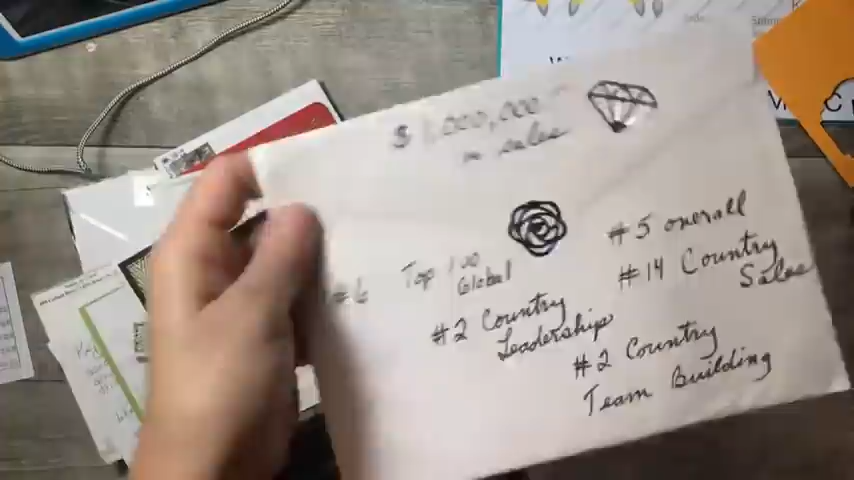 $1,000,000
in sales
#6
Top 100
Global
#2 Country
Leadership
#5 overall
#14 Country
Sales
#2 Country
Team Building